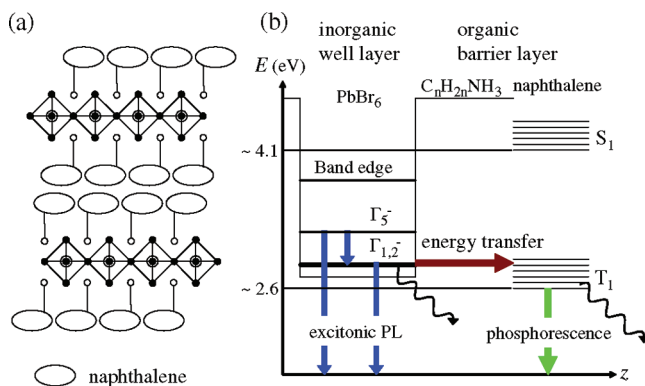 (a)
naphthalene
(b)
inorganic
well layer
organic
barrier layer
E (eV)
PbBr₆
CₙH₂ₙNH₃
naphthalene
S₁
~ 4.1
Band edge
Γ₅⁻
Γ₁,₂⁻
energy transfer
T₁
~ 2.6
excitonic PL
phosphorescence
z